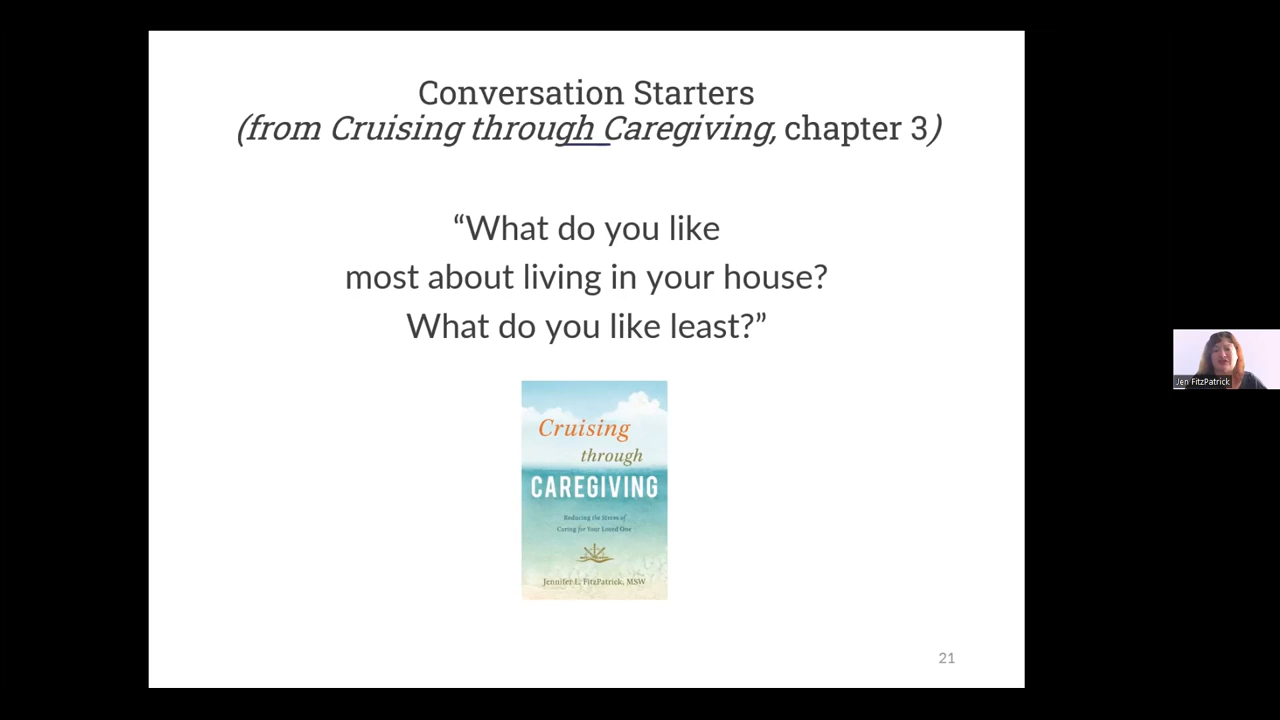 Conversation Starters
(from Cruising through Caregiving, chapter 3)
“What do you like
most about living in your house?
What do you like least?”
Cruising
through
CAREGIVING
Reducing the Stress of
Caring for Your Loved One
Jennifer L. FitzPatrick, MSW
Jen FitzPatrick
21